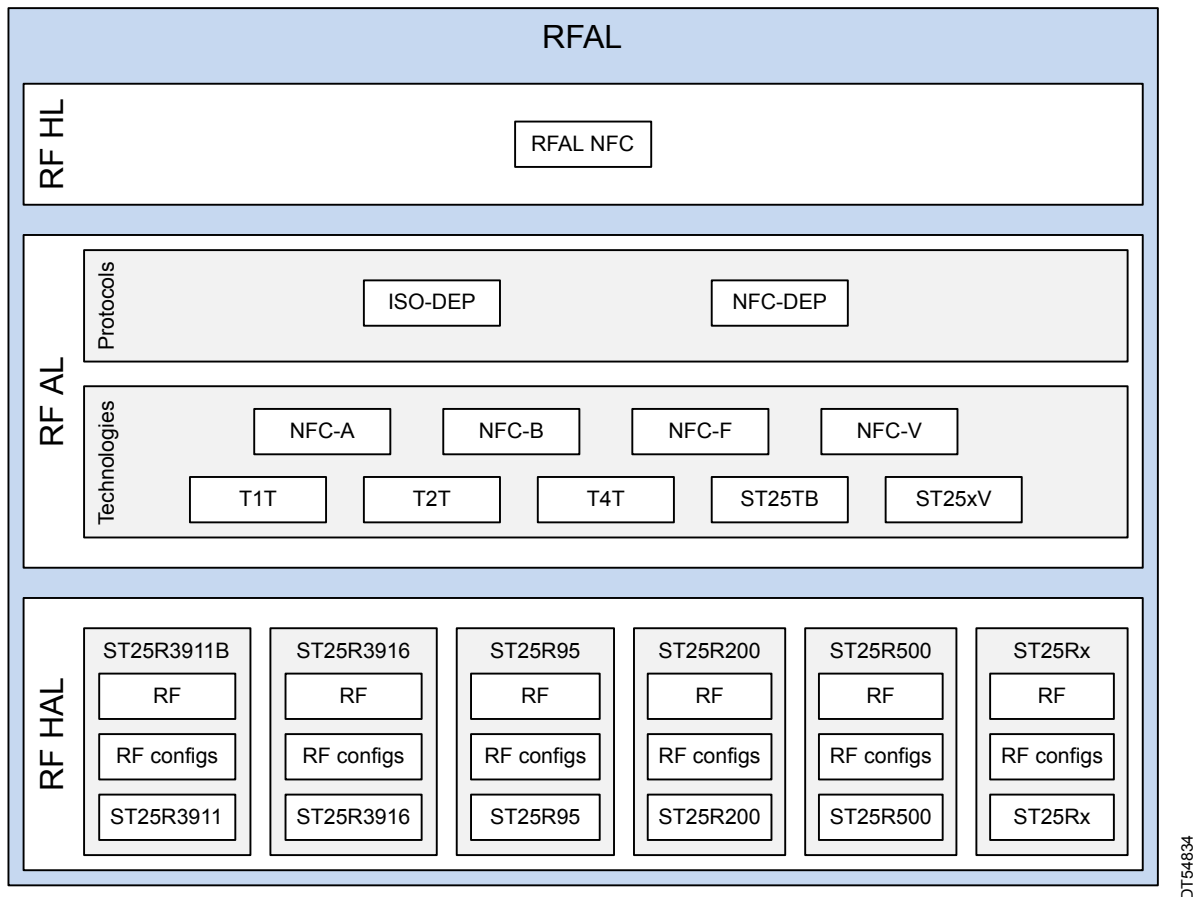 RFAL
RF HL
RFAL NFC
RF AL
Protocols
ISO-DEP
NFC-DEP
Technologies
NFC-A
NFC-B
NFC-F
NFC-V
T1T
T2T
T4T
ST25TB
ST25xV
RF HAL
ST25R3911B
RF
RF configs
ST25R3911
ST25R3916
RF
RF configs
ST25R3916
ST25R95
RF
RF configs
ST25R95
ST25R200
RF
RF configs
ST25R200
ST25R500
RF
RF configs
ST25R500
ST25Rx
RF
RF configs
ST25Rx
DT54834